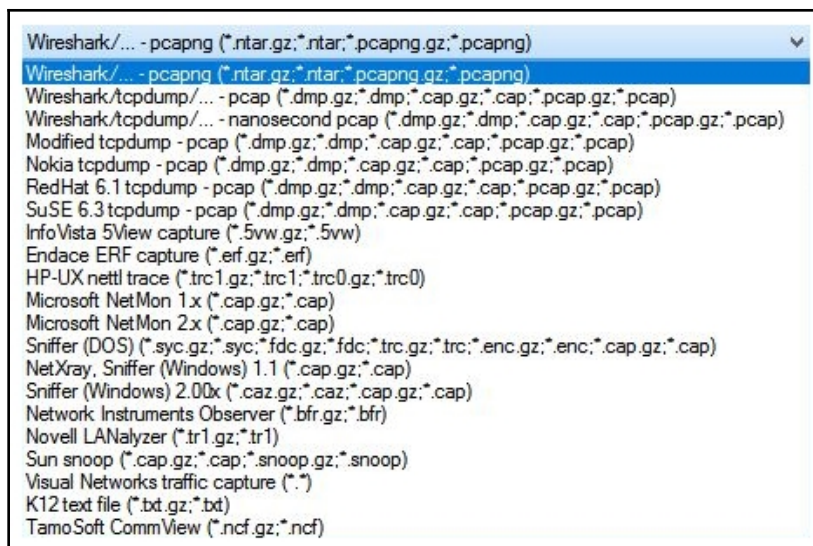 Wireshark/... - pcapng (*.ntar.gz;*.ntar;*.pcapng.gz;*.pcapng)
Wireshark/... - pcapng (*.ntar.gz;*.ntar;*.pcapng.gz;*.pcapng)
Wireshark/tcpdump/... - pcap (*.dmp.gz;*.dmp;*.cap.gz;*.cap;*.pcap.gz;*.pcap)
Wireshark/tcpdump/... - nanosecond pcap (*.dmp.gz;*.dmp;*.cap.gz;*.cap;*.pcap.gz;*.pcap)
Modified tcpdump - pcap (*.dmp.gz;*.dmp;*.cap.gz;*.cap;*.pcap.gz;*.pcap)
Nokia tcpdump - pcap (*.dmp.gz;*.dmp;*.cap.gz;*.cap;*.pcap.gz;*.pcap)
RedHat 6.1 tcpdump - pcap (*.dmp.gz;*.dmp;*.cap.gz;*.cap;*.pcap.gz;*.pcap)
SuSE 6.3 tcpdump - pcap (*.dmp.gz;*.dmp;*.cap.gz;*.cap;*.pcap.gz;*.pcap)
InfoVista 5View capture (*.5vw.gz;*.5vw)
Endace ERF capture (*.erf.gz;*.erf)
HP-UX nettl trace (*.trc1.gz;*.trc1;*.trc0.gz;*.trc0)
Microsoft NetMon 1.x (*.cap.gz;*.cap)
Microsoft NetMon 2.x (*.cap.gz;*.cap)
Sniffer (DOS) (*.syc.gz;*.syc;*.fdc.gz;*.fdc;*.trc.gz;*.trc;*.enc.gz;*.enc;*.cap.gz;*.cap)
NetXray, Sniffer (Windows) 1.1 (*.cap.gz;*.cap)
Sniffer (Windows) 2.00x (*.caz.gz;*.caz;*.cap.gz;*.cap)
Network Instruments Observer (*.bfr.gz;*.bfr)
Novell LANalyzer (*.tr1.gz;*.tr1)
Sun snoop (*.cap.gz;*.cap;*.snoop.gz;*.snoop)
Visual Networks traffic capture (*.*)
K12 text file (*.txt.gz;*.txt)
TamoSoft CommView (*.ncf.gz;*.ncf)